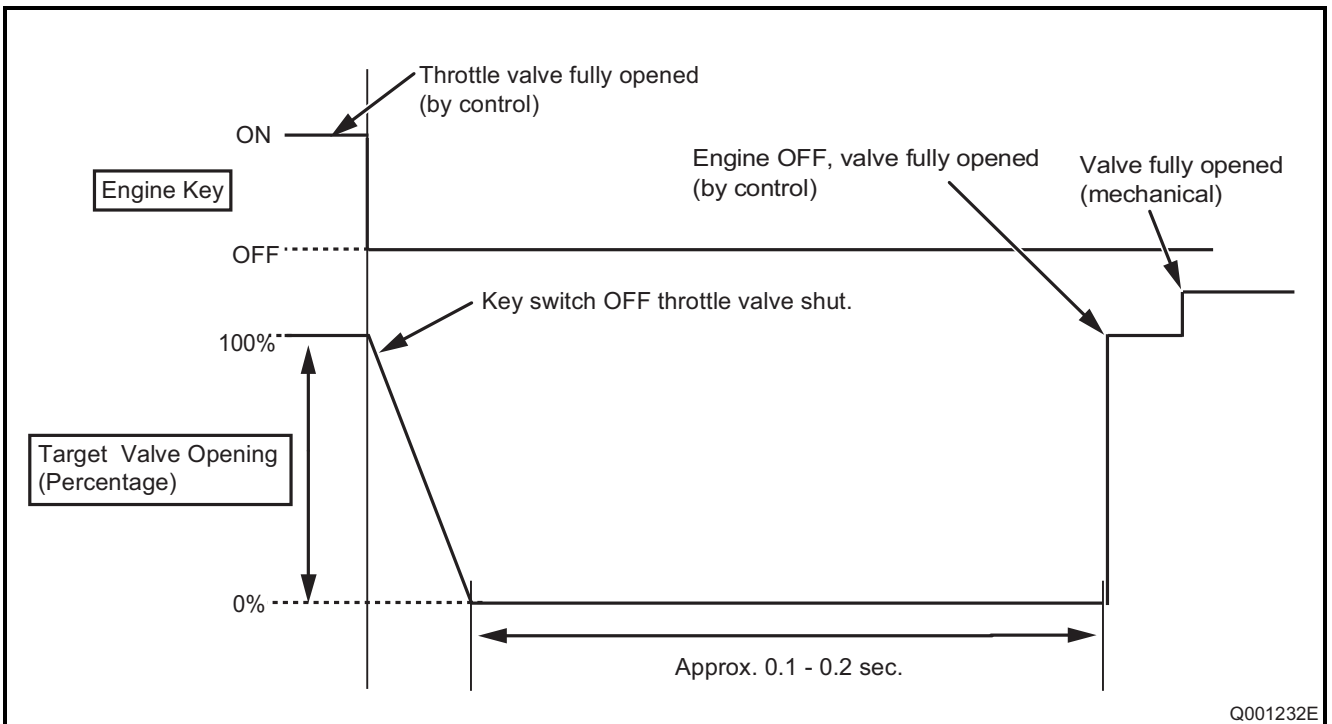 Throttle valve fully opened
(by control)
ON
Engine Key
Engine OFF, valve fully opened
(by control)
Valve fully opened
(mechanical)
OFF
Key switch OFF throttle valve shut.
100%
Target Valve Opening
(Percentage)
0%
Approx. 0.1 - 0.2 sec.
Q001232E